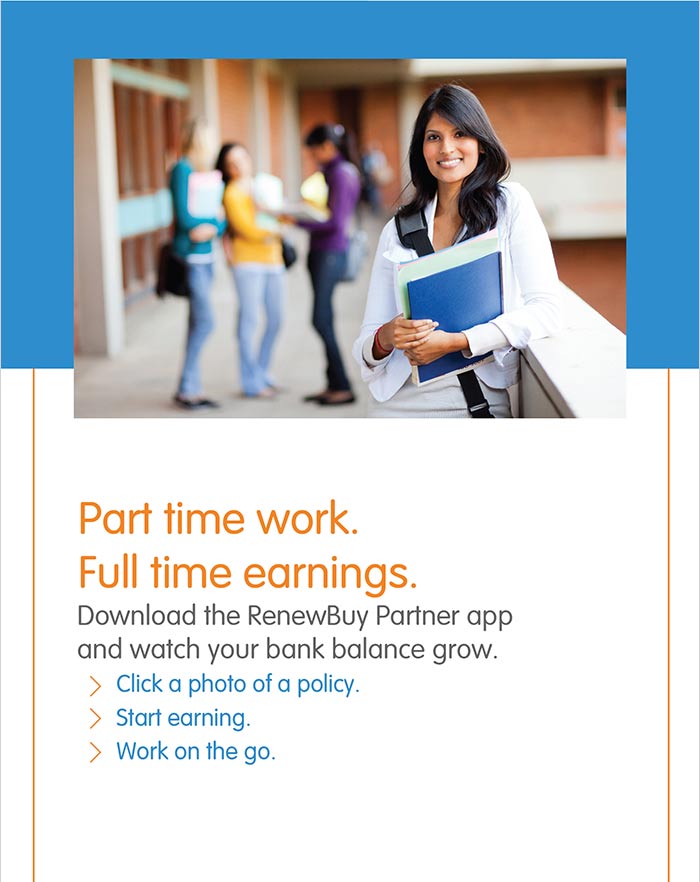 Part time work.
Full time earnings.
Download the RenewBuy Partner app
and watch your bank balance grow.
Click a photo of a policy.
Start earning.
Work on the go.